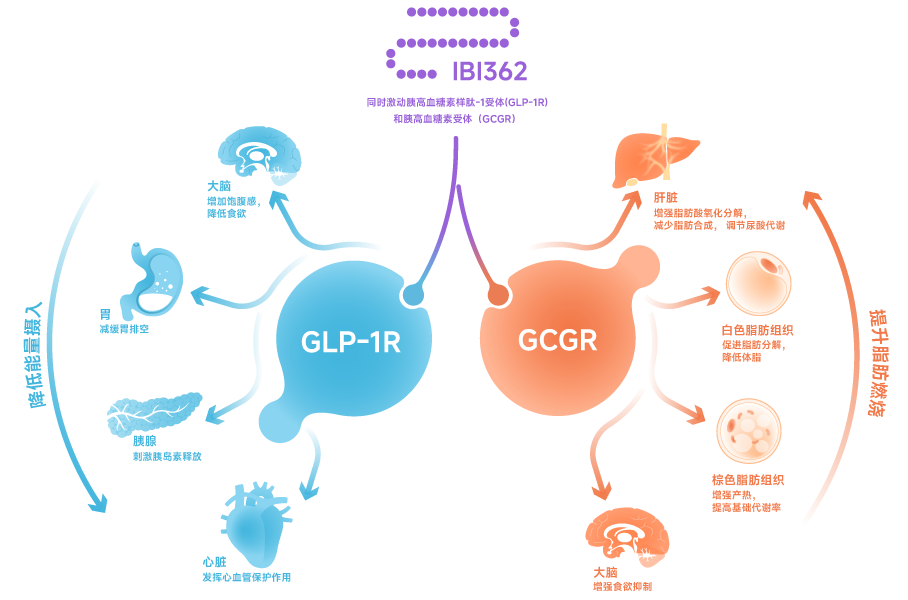 IBI362
同时激动胰高血糖素样肽-1受体(GLP-1R)
和胰高血糖素受体（GCGR）
大脑
增加饱腹感，
降低食欲
胃
减缓胃排空
胰腺
刺激胰岛素释放
心脏
发挥心血管保护作用
降低能量摄入
GLP-1R
GCGR
肝脏
增强脂肪酸氧化分解，
减少脂肪合成， 调节尿酸代谢
白色脂肪组织
促进脂肪分解，
降低体脂
棕色脂肪组织
增强产热，
提高基础代谢率
大脑
增强食欲抑制
提升脂肪燃烧